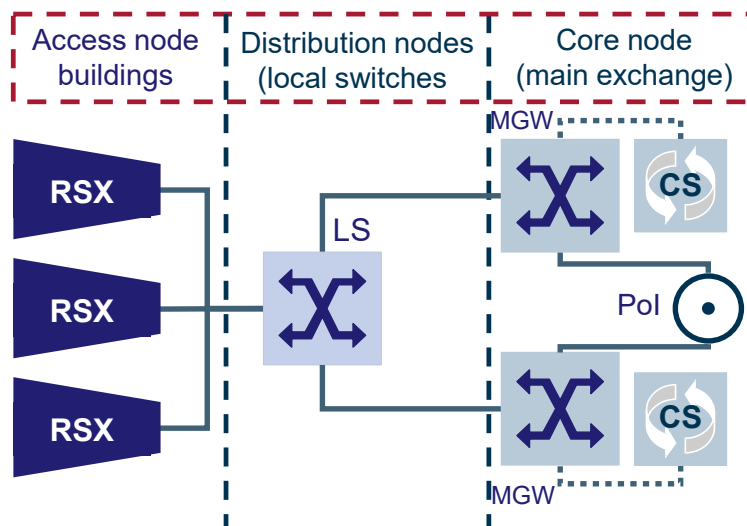 Access node
buildings
Distribution nodes
(local switches
Core node
(main exchange)
MGW
RSX
CS
LS
RSX
PoI
RSX
CS
MGW